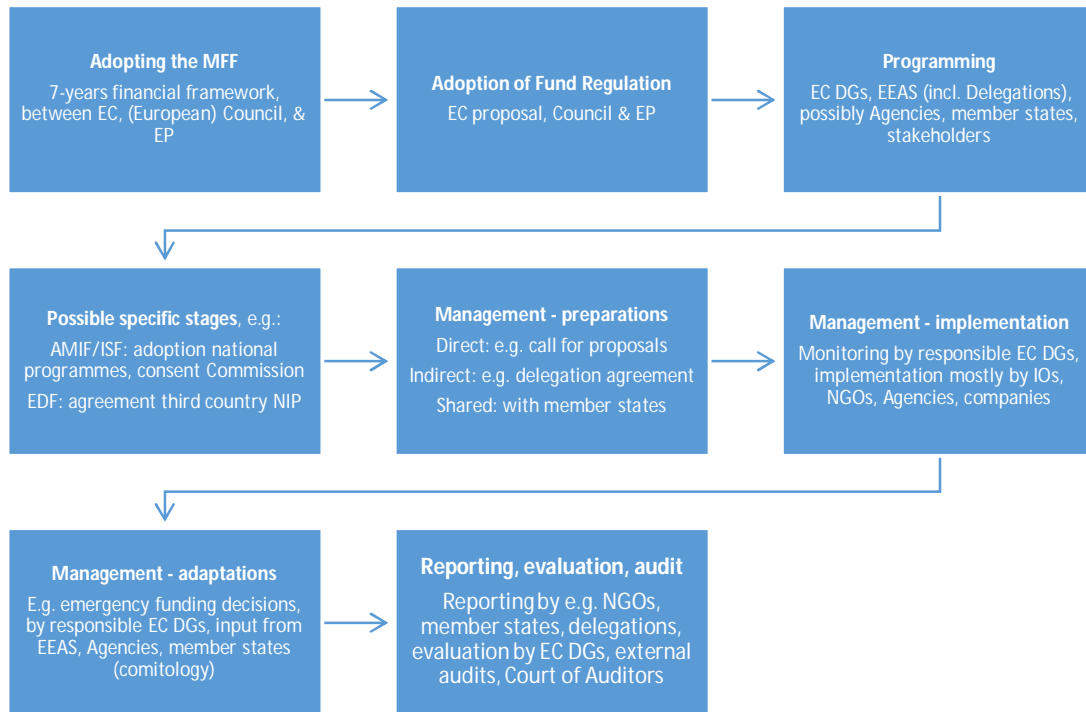 Adopting the MFF
7-years financial framework,
between EC, (European) Council, &
EP
Adoption of Fund Regulation
EC proposal, Council & EP
Programming
EC DGs, EEAS (incl. Delegations),
possibly Agencies, member states,
stakeholders
Possible specific stages, e.g.:
AMIF/ISF: adoption national
programmes, consent Commission
EDF: agreement third country NIP
Management - preparations
Direct: e.g. call for proposals
Indirect: e.g. delegation agreement
Shared: with member states
Management - implementation
Monitoring by responsible EC DGs,
implementation mostly by IOs,
NGOs, Agencies, companies
Management - adaptations
E.g. emergency funding decisions,
by responsible EC DGs, input from
EEAS, Agencies, member states
(comitology)
Reporting, evaluation, audit
Reporting by e.g. NGOs,
member states, delegations,
evaluation by EC DGs, external
audits, Court of Auditors